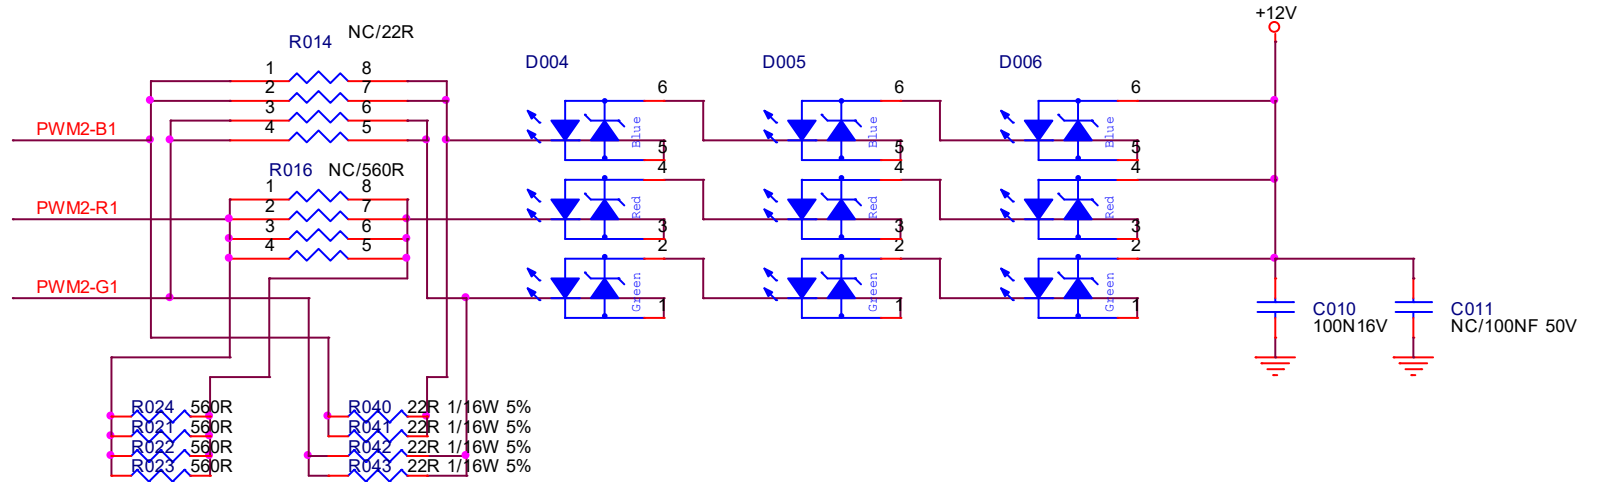 +12V
NC/22R
R014
D004
D005
D006
1
8
2
7
6
6
6
3
6
PWM2-B1
4
5
Blue
Blue
Blue
5
5
5
R016
NC/560R
4
4
4
1
8
PWM2-R1
2
7
Red
Red
Red
3
6
3
3
3
4
5
2
2
2
PWM2-G1
Green
Green
Green
1
1
1
C010
C011
100N16V
NC/100NF 50V
R024 560R
R040 22R 1/16W 5%
R021 560R
R041 22R 1/16W 5%
R022 560R
R042 22R 1/16W 5%
R023 560R
R043 22R 1/16W 5%